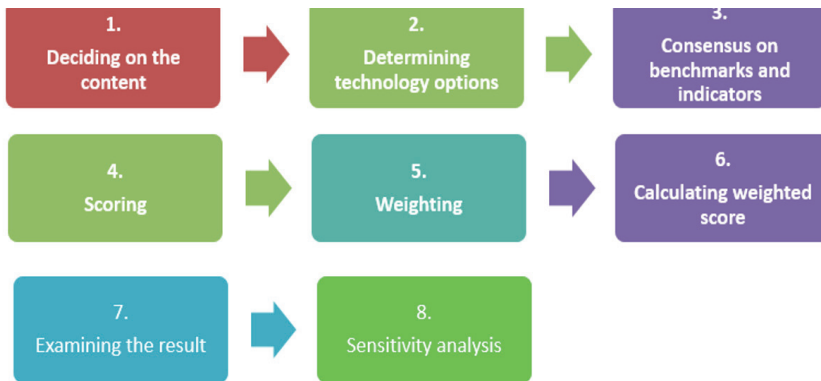 1.
Deciding on the
content
2.
Determining
technology options
3.
Consensus on
benchmarks and
indicators
4.
Scoring
5.
Weighting
6.
Calculating weighted
score
7.
Examining the result
8.
Sensitivity analysis